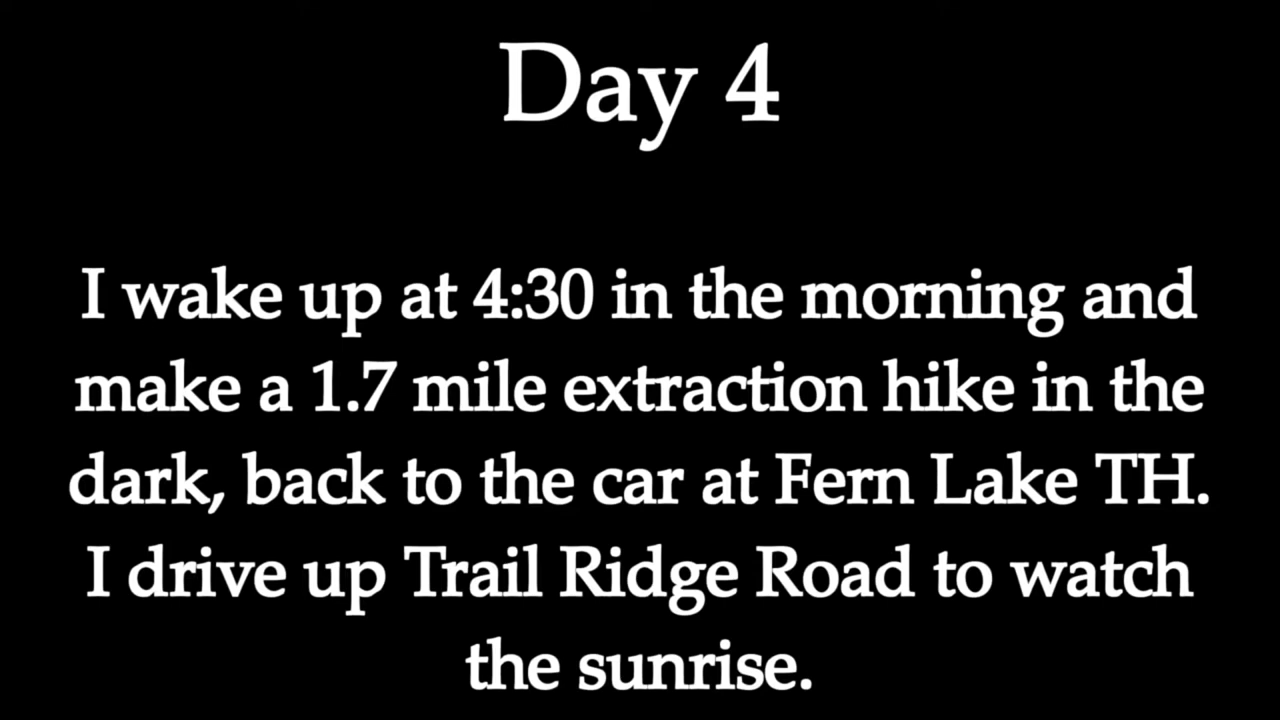 Day 4
I wake up at 4:30 in the morning and
make a 1.7 mile extraction hike in the
dark, back to the car at Fern Lake TH.
I drive up Trail Ridge Road to watch
the sunrise.